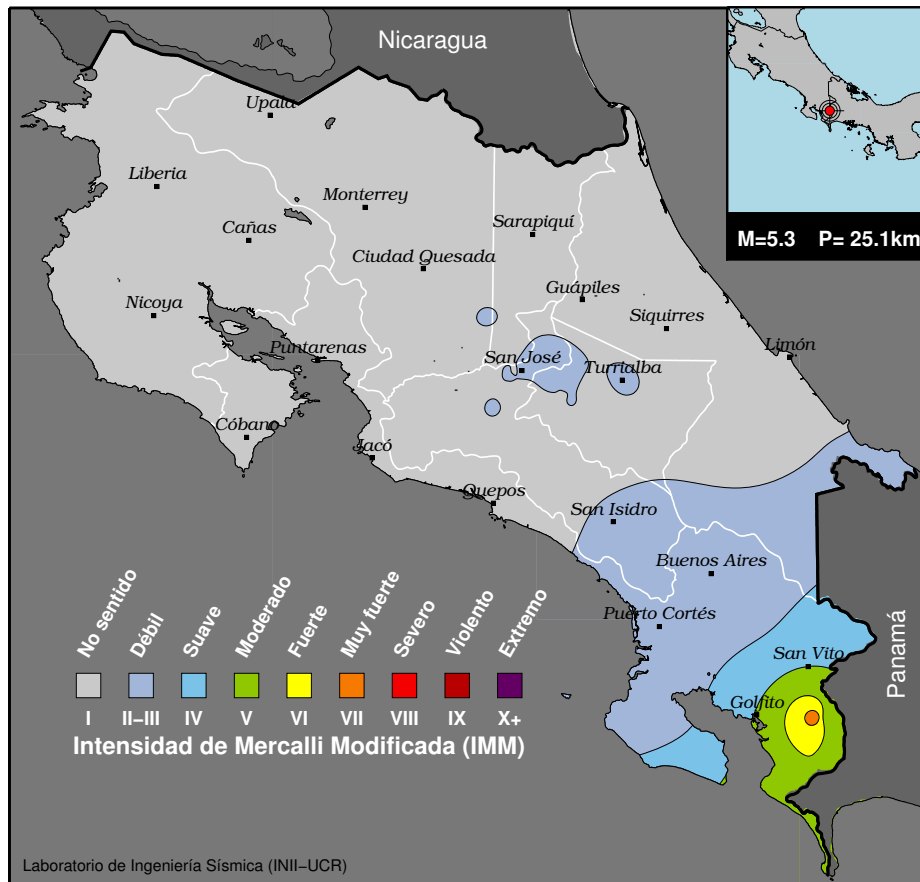 Nicaragua
Upala
Liberia
Monterrey
Cañas
Sarapiquí
Ciudad Quesada
M=5.3 P= 25.1km
Guápiles
Nicoya
Siquirres
Puntarenas
San José
Limón
Turrialba
Cóbano
Jacó
Quepos
San Isidro
Buenos Aires
Puerto Cortés
San Vito
Golfito
Panamá
No sentido
Débil
Suave
Moderado
Fuerte
Muy fuerte
Severo
Violento
Extremo
I II–III IV V VI VII VIII IX X+
Intensidad de Mercalli Modificada (IMM)
Laboratorio de Ingeniería Sísmica (INII–UCR)